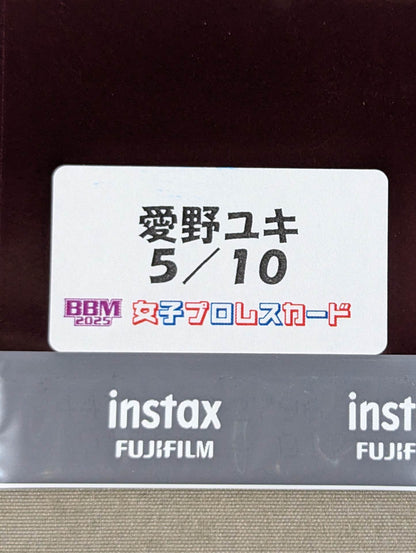 愛野ユキ
5／10
BBM 2025 女子プロレスカード
instax inst
FUJIFILM FUJIF